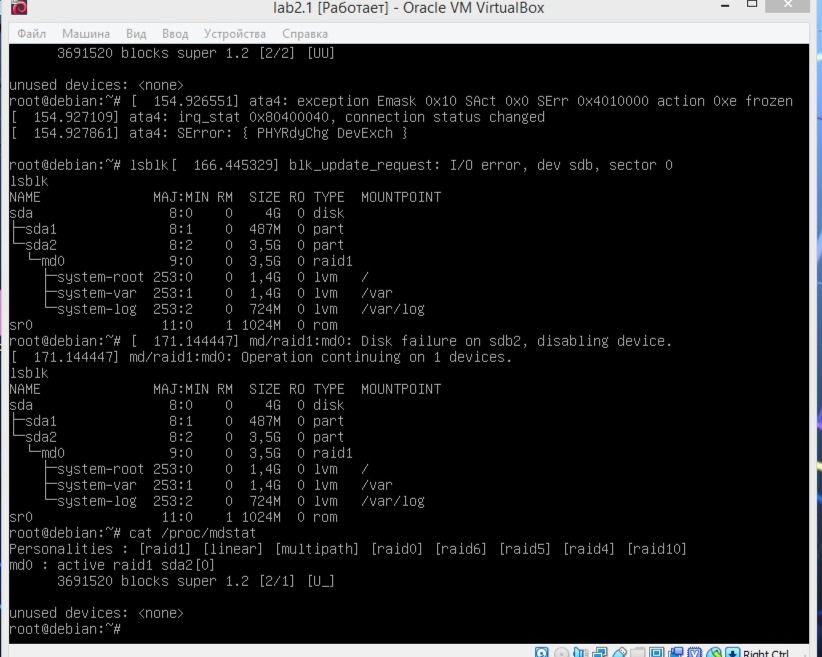 lab2.1 [Работает] - Oracle VM VirtualBox
Файл Машина Вид Ввод Устройства Справка
3691520 blocks super 1.2 [2/2] [UU]
unused devices: <none>
root@debian:~# [  154.926551] ata4: exception Emask 0x10 SAct 0x0 SErr 0x4010000 action 0xe frozen
[  154.927109] ata4: irq_stat 0x80400040, connection status changed
[  154.927861] ata4: SError: { PHYRdyChg DevExch }
root@debian:~# lsblk[  166.445329] blk_update_request: I/O error, dev sdb, sector 0
lsblk
NAME MAJ:MIN RM SIZE RO TYPE MOUNTPOINT
sda 8:0 0 4G 0 disk
├─sda1 8:1 0 487M 0 part
└─sda2 8:2 0 3,5G 0 part
└─md0 9:0 0 3,5G 0 raid1
├─system-root 253:0 0 1,4G 0 lvm /
├─system-var 253:1 0 1,4G 0 lvm /var
└─system-log 253:2 0 724M 0 lvm /var/log
sr0 11:0 1 1024M 0 rom
root@debian:~# [  171.144447] md/raid1:md0: Disk failure on sdb2, disabling device.
[  171.144447] md/raid1:md0: Operation continuing on 1 devices.
lsblk
NAME MAJ:MIN RM SIZE RO TYPE MOUNTPOINT
sda 8:0 0 4G 0 disk
├─sda1 8:1 0 487M 0 part
└─sda2 8:2 0 3,5G 0 part
└─md0 9:0 0 3,5G 0 raid1
├─system-root 253:0 0 1,4G 0 lvm /
├─system-var 253:1 0 1,4G 0 lvm /var
└─system-log 253:2 0 724M 0 lvm /var/log
sr0 11:0 1 1024M 0 rom
root@debian:~# cat /proc/mdstat
Personalities : [raid1] [linear] [multipath] [raid0] [raid6] [raid5] [raid4] [raid10]
md0 : active raid1 sda2[0]
3691520 blocks super 1.2 [2/1] [U_]
unused devices: <none>
root@debian:~#
Right Ctrl